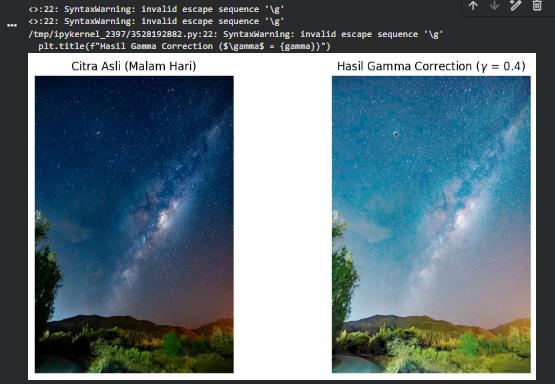 <>:22: SyntaxWarning: invalid escape sequence '\g'
<>:22: SyntaxWarning: invalid escape sequence '\g'
/tmp/ipykernel_2397/3528192882.py:22: SyntaxWarning: invalid escape sequence '\g'
plt.title(f"Hasil Gamma Correction ($\gamma$ = {gamma})")
Citra Asli (Malam Hari)
Hasil Gamma Correction (γ = 0.4)